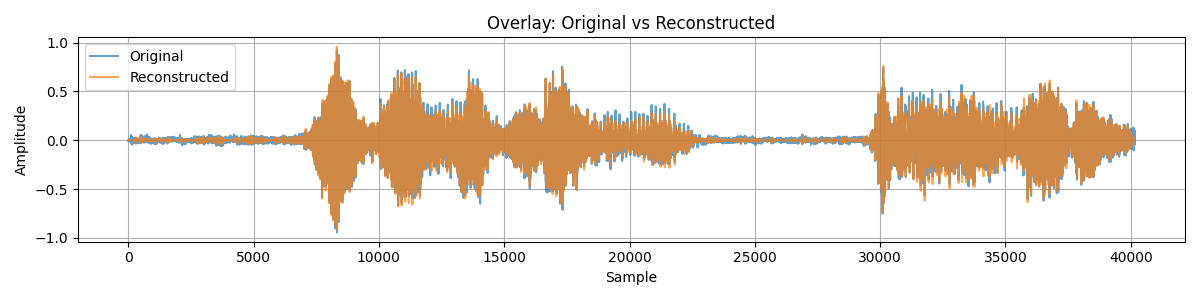 Overlay: Original vs Reconstructed
Original
Reconstructed
Amplitude
1.0
0.5
0.0
−0.5
−1.0
0 5000 10000 15000 20000 25000 30000 35000 40000
Sample